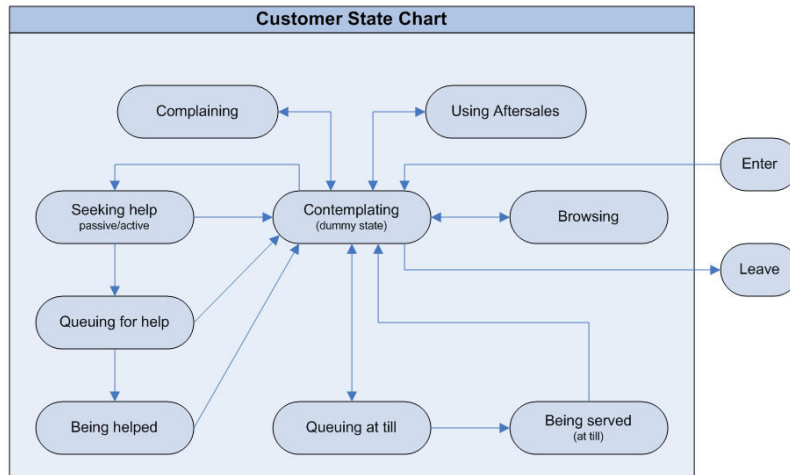 Customer State Chart
Complaining
Using Aftersales
Enter
Seeking help
passive/active
Contemplating
(dummy state)
Browsing
Leave
Queuing for help
Being helped
Queuing at till
Being served
(at till)